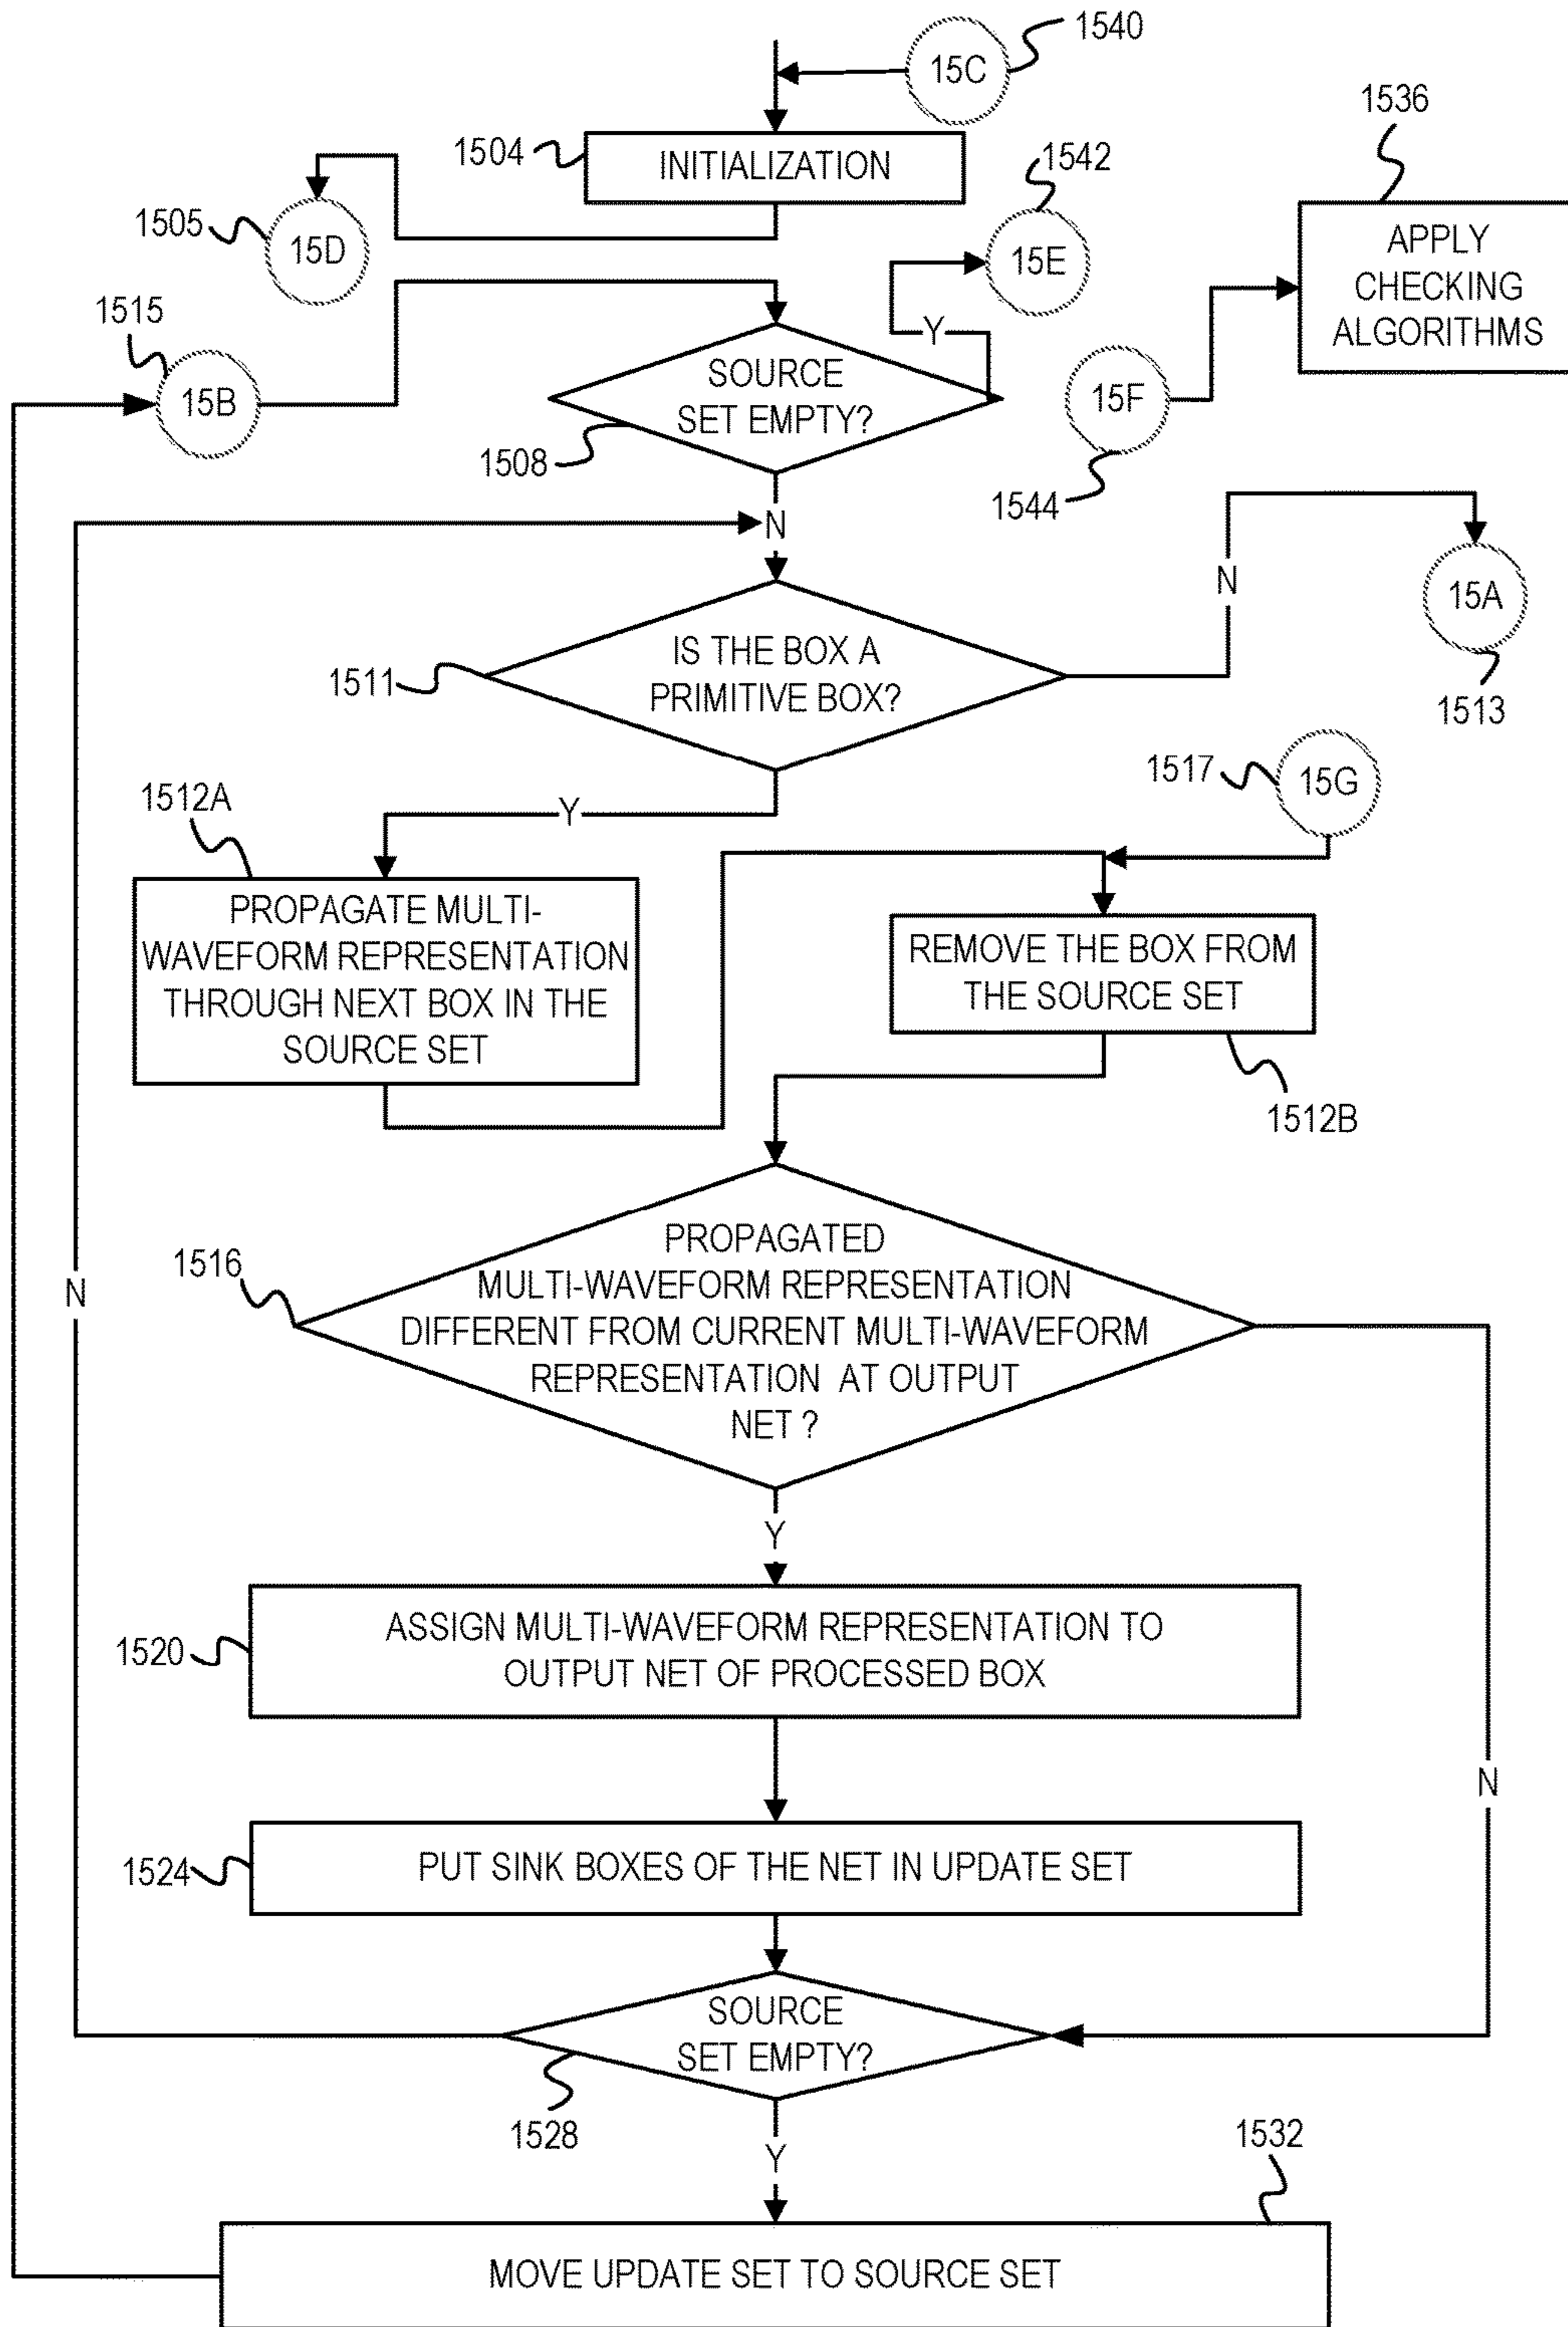 1540
15C
1536
1504
INITIALIZATION
1542
1505
15D
15E
APPLY
CHECKING
ALGORITHMS
1515
Y
15B
SOURCE
SET EMPTY?
15F
1508
1544
N
N
15A
IS THE BOX A
PRIMITIVE BOX?
1511
1513
1517
15G
1512A
Y
PROPAGATE MULTI-
WAVEFORM REPRESENTATION
THROUGH NEXT BOX IN THE
SOURCE SET
REMOVE THE BOX FROM
THE SOURCE SET
1512B
1516
PROPAGATED
MULTI-WAVEFORM REPRESENTATION
DIFFERENT FROM CURRENT MULTI-WAVEFORM
REPRESENTATION AT OUTPUT
NET ?
N
Y
1520
ASSIGN MULTI-WAVEFORM REPRESENTATION TO
OUTPUT NET OF PROCESSED BOX
N
1524
PUT SINK BOXES OF THE NET IN UPDATE SET
SOURCE
SET EMPTY?
1528
Y
1532
MOVE UPDATE SET TO SOURCE SET